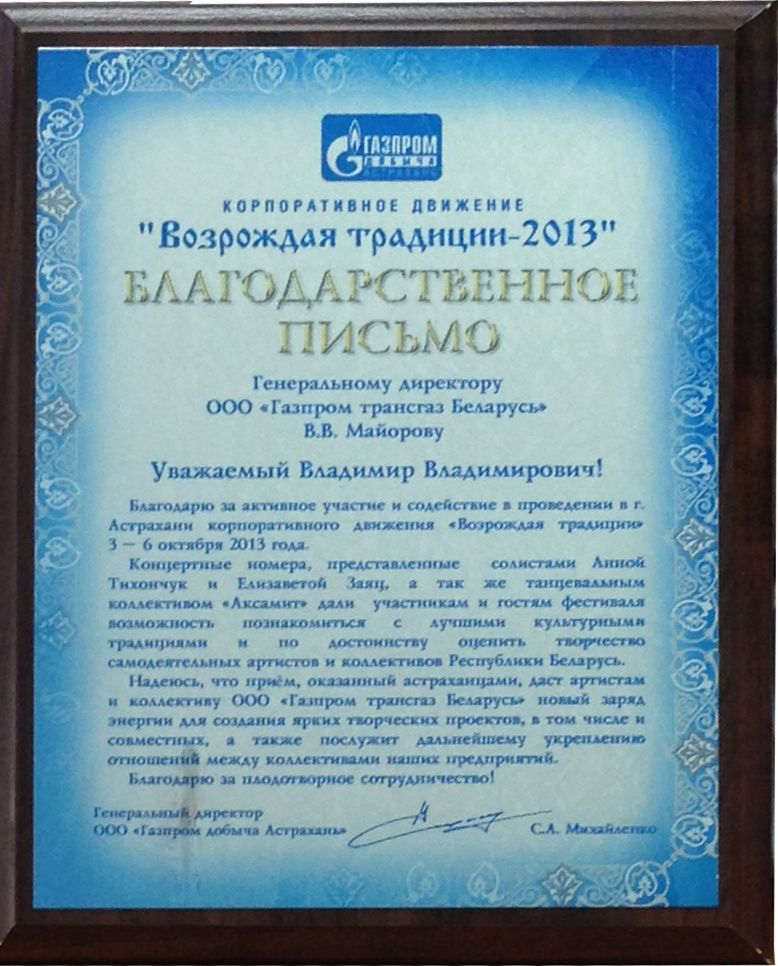 ГАЗПРОМ
ДОБЫЧА
АСТРАХАНЬ
КОРПОРАТИВНОЕ ДВИЖЕНИЕ
"Возрождая традиции-2013"
БЛАГОДАРСТВЕННОЕ
ПИСЬМО
Генеральному директору
ООО «Газпром трансгаз Беларусь»
В.В. Майорову
Уважаемый Владимир Владимирович!
Благодарю за активное участие и содействие в проведении в г.
Астрахани корпоративного движения «Возрождая традиции»
3 – 6 октября 2013 года.
Концертные номера, представленные солистами Анной
Тихончук и Елизаветой Заяц, а так же танцевальным
коллективом «Аксамит» дали участникам и гостям фестиваля
возможность познакомиться с лучшими культурными
традициями и по достоинству оценить творчество
самодеятельных артистов и коллективов Республики Беларусь.
Надеюсь, что приём, оказанный астраханцами, даст артистам
и коллективу ООО «Газпром трансгаз Беларусь» новый заряд
энергии для создания ярких творческих проектов, в том числе и
совместных, а также послужит дальнейшему укреплению
отношений между коллективами наших предприятий.
Благодарю за плодотворное сотрудничество!
Генеральный директор
ООО «Газпром добыча Астрахань»
С.А. Михайленко